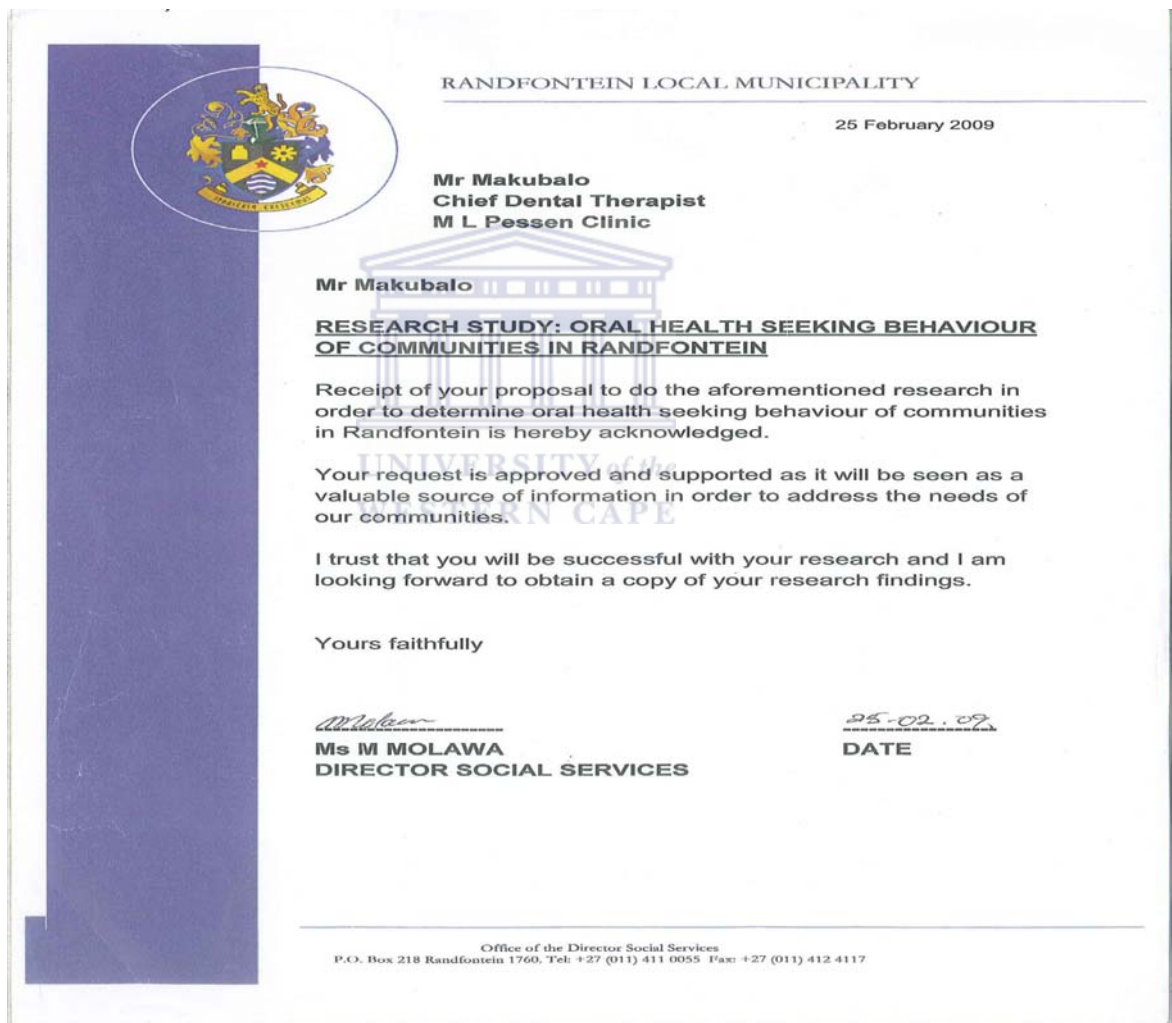 RANDFONTEIN LOCAL MUNICIPALITY
25 February 2009
Mr Makubalo
Chief Dental Therapist
M L Pessen Clinic
Mr Makubalo
RESEARCH STUDY: ORAL HEALTH SEEKING BEHAVIOUR
OF COMMUNITIES IN RANDFONTEIN
Receipt of your proposal to do the aforementioned research in
order to determine oral health seeking behaviour of communities
in Randfontein is hereby acknowledged.
UNIVERSITY of the
Your request is approved and supported as it will be seen as a
valuable source of information in order to address the needs of
our communities.
WESTERN CAPE
I trust that you will be successful with your research and I am
looking forward to obtain a copy of your research findings.
Yours faithfully
25-02.09
Ms M MOLAWA
DATE
DIRECTOR SOCIAL SERVICES
Office of the Director Social Services
P.O. Box 218 Randfontein 1760. Tel: +27 (011) 411 0055 Fax: +27 (011) 412 4117